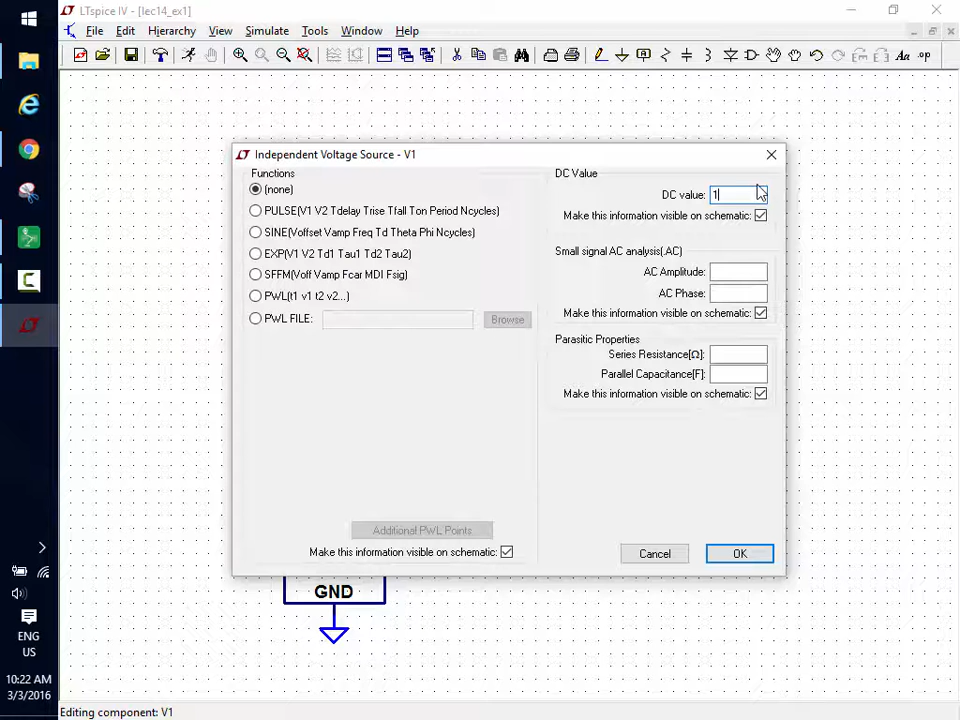 LTspice IV - [lec14_ex1]
File Edit Hierarchy View Simulate Tools Window Help
Aa .op
Independent Voltage Source - V1
Functions
(none)
PULSE(V1 V2 Tdelay Trise Tfall Ton Period Ncycles)
SINE(Voffset Vamp Freq Td Theta Phi Ncycles)
EXP(V1 V2 Td1 Tau1 Td2 Tau2)
SFFM(Voff Vamp Fcar MDI Fsig)
PWL(t1 v1 t2 v2...)
PWL FILE: Browse
Additional PWL Points
Make this information visible on schematic:
DC Value
DC value: 1
Make this information visible on schematic:
Small signal AC analysis(.AC)
AC Amplitude:
AC Phase:
Make this information visible on schematic:
Parasitic Properties
Series Resistance[Ω]:
Parallel Capacitance[F]:
Make this information visible on schematic:
Cancel OK
GND
ENG
US
10:22 AM
3/3/2016
Editing component: V1